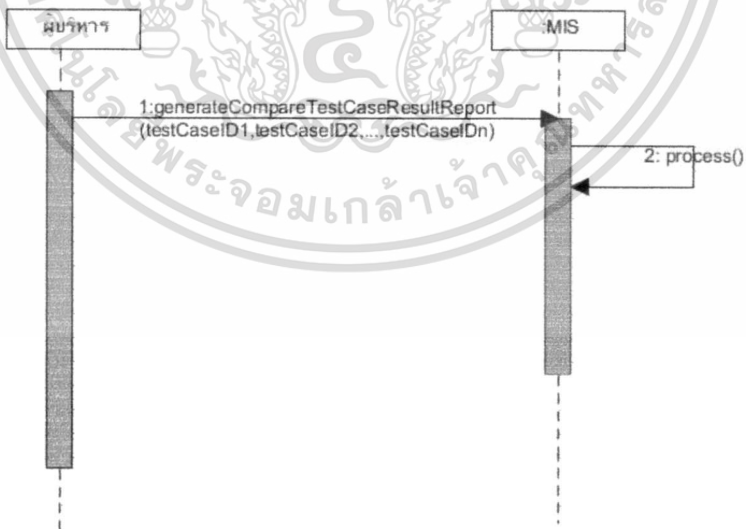 ผู้บริหาร
:MIS
1:generateCompareTestCaseResultReport
(testCaseID1,testCaseID2,...,testCaseIDn)
2: process()